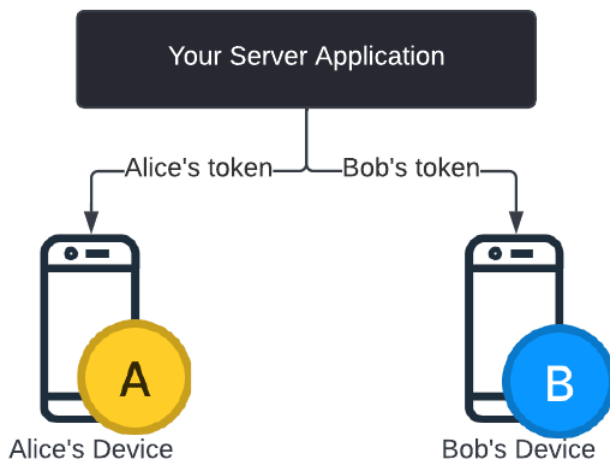 Your Server Application
Alice's token
Bob's token
A
B
Alice's Device
Bob's Device